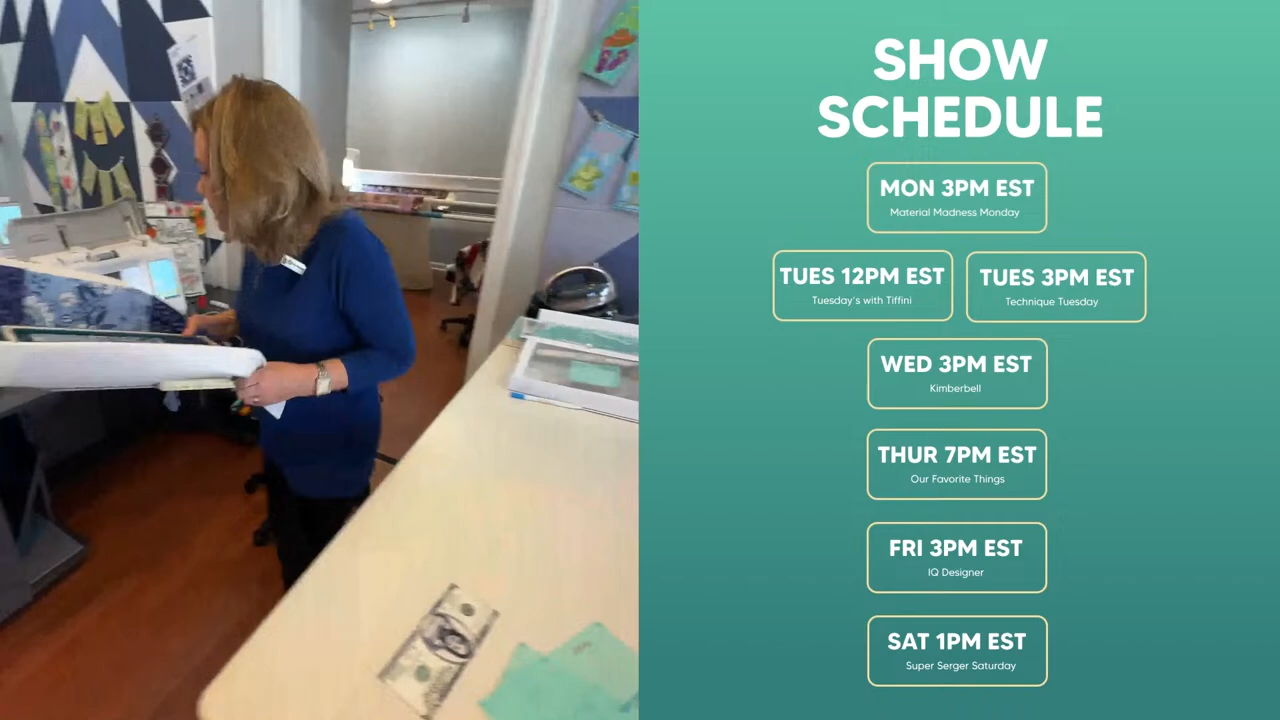 SHOW
SCHEDULE
MON 3PM EST
Material Madness Monday
TUES 12PM EST
Tuesday's with Tiffini
TUES 3PM EST
Technique Tuesday
WED 3PM EST
Kimberbell
THUR 7PM EST
Our Favorite Things
FRI 3PM EST
IQ Designer
SAT 1PM EST
Super Serger Saturday